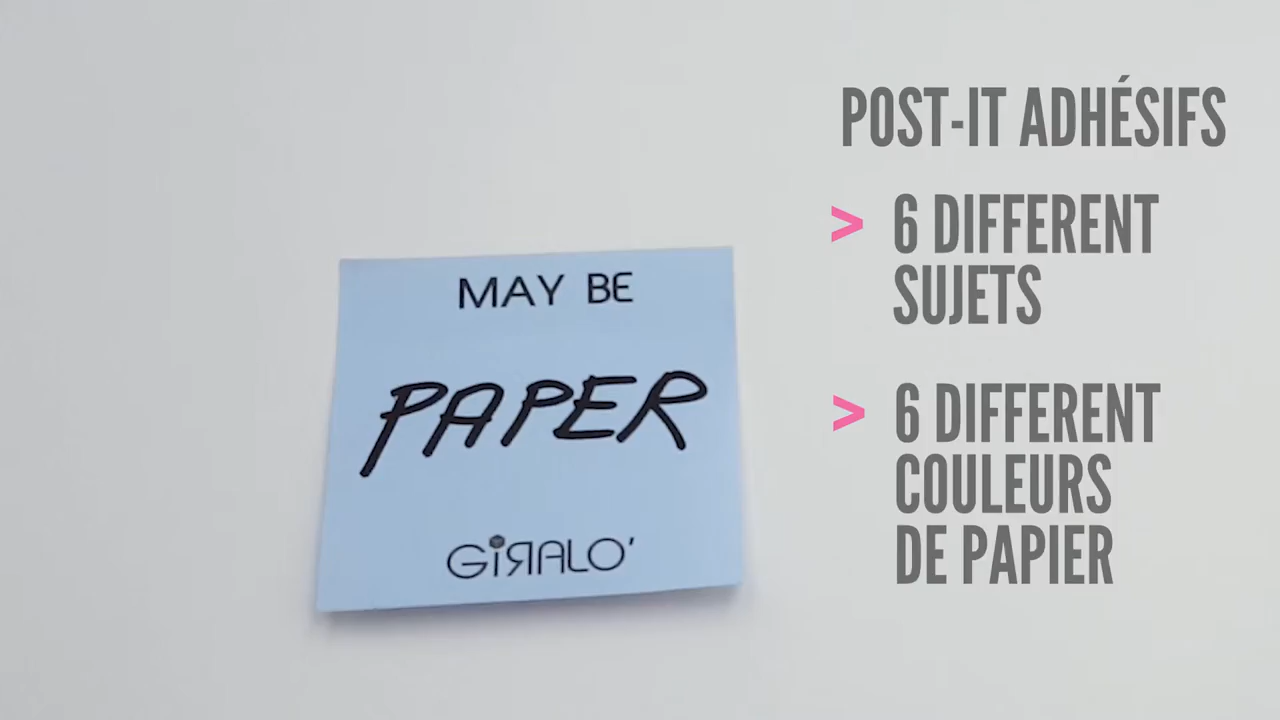 MAY BE
PAPER
GIRALO'
POST-IT ADHÉSIFS
> 6 DIFFERENT
SUJETS
> 6 DIFFERENT
COULEURS
DE PAPIER